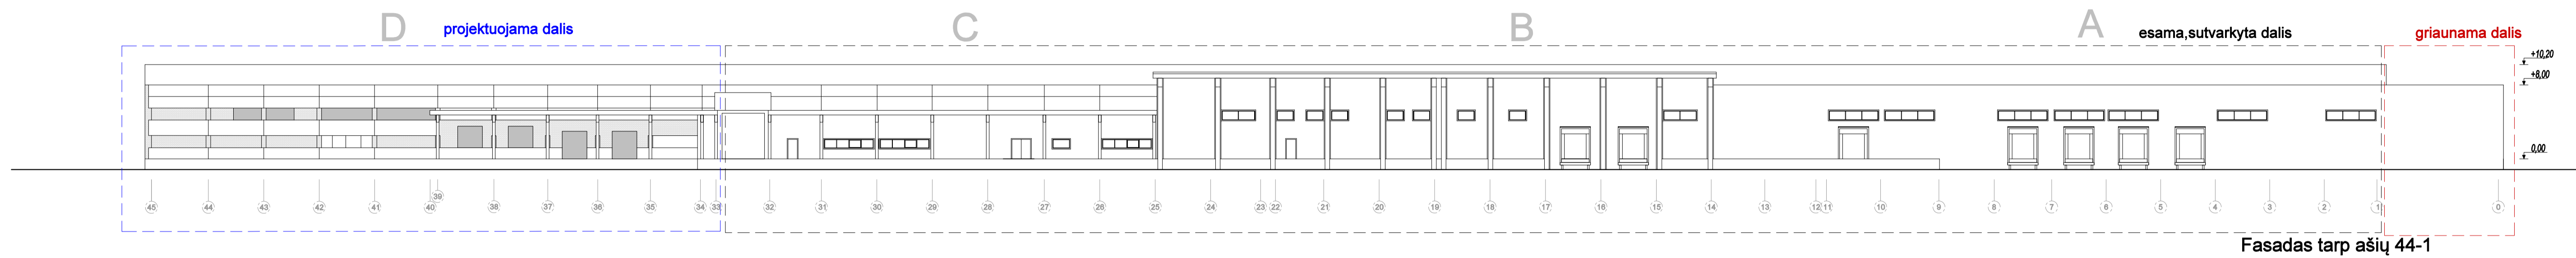 D
projektuojama dalis
C
B
A
esama,sutvarkyta dalis
griaunama dalis
+10,20
+8,00
0,00
45 44 43 42 41 40 39 38 37 36 35 34 33 32 31 30 29 28 27 26 25 24 23 22 21 20 19 18 17 16 15 14 13 12 11 10 9 8 7 6 5 4 3 2 1 0
Fasadas tarp ašių 44-1